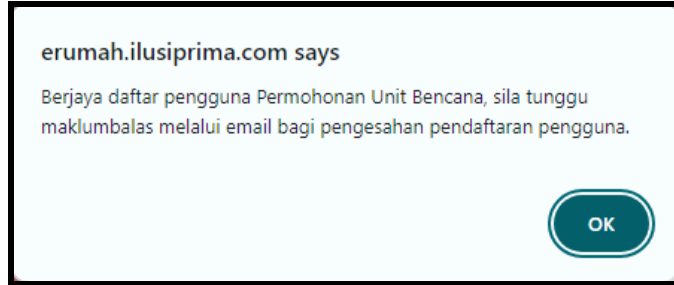 erumah.ilusiprima.com says
Berjaya daftar pengguna Permohonan Unit Bencana, sila tunggu
maklumbalas melalui email bagi pengesahan pendaftaran pengguna.
OK